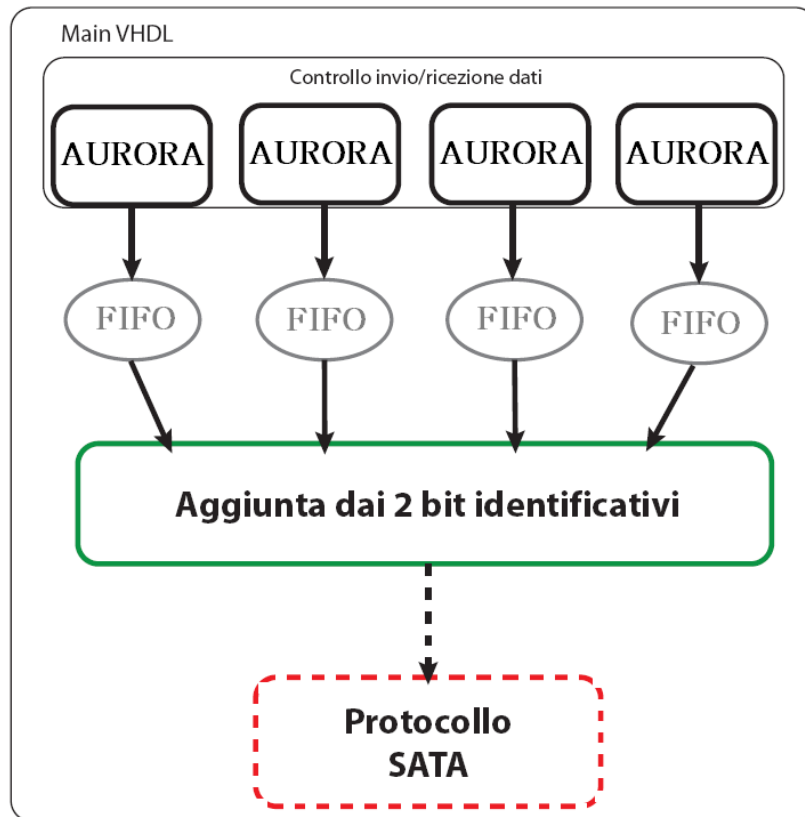 Main VHDL
Controllo invio/ricezione dati
AURORA AURORA AURORA AURORA
FIFO FIFO FIFO FIFO
Aggiunta dai 2 bit identificativi
Protocollo
SATA